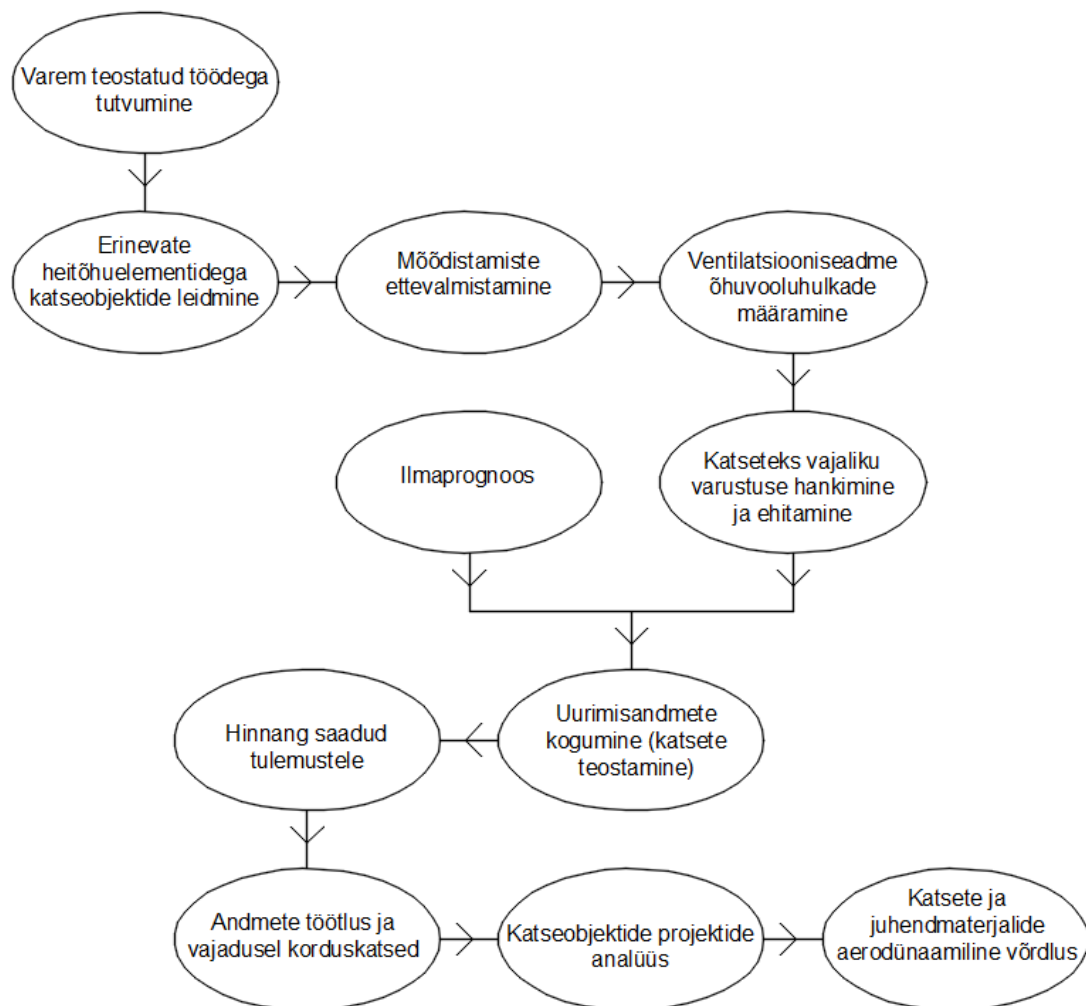 Varem teostatud töödega
tutvumine
Erinevate
heitõhuelementidega
katseobjektide leidmine
Mõõdistamiste
ettevalmistamine
Ventilatsiooniseadme
õhuvooluhulkade
määramine
Ilmaprognoos
Katseteks vajaliku
varustuse hankimine
ja ehitamine
Uurimisandmete
kogumine (katsete
teostamine)
Hinnang saadud
tulemustele
Andmete töötlus ja
vajadusel korduskatsed
Katseobjektide projektide
analüüs
Katsete ja
juhendmaterjalide
aerodünaamiline võrdlus